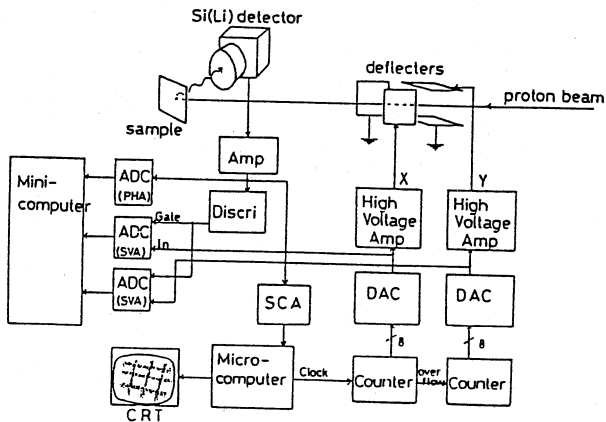 Si(Li) detector
deflecters
proton beam
sample
Amp
X
Y
Mini-
computer
ADC
(PHA)
Discri
High
Voltage
Amp
High
Voltage
Amp
Gate
ADC
(SVA)
In
ADC
(SVA)
SCA
DAC
DAC
8
8
Micro-
computer
Clock
Counter
over
flow
Counter
CRT